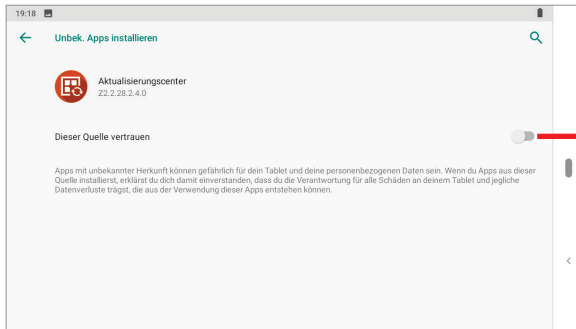 19:18
Unbek. Apps installieren
Aktualisierungscenter
Z2.2.28.2.4.0
Dieser Quelle vertrauen
Apps mit unbekannter Herkunft können gefährlich für dein Tablet und deine personenbezogenen Daten sein. Wenn du Apps aus dieser
Quelle installierst, erklärst du dich damit einverstanden, dass du die Verantwortung für alle Schäden an deinem Tablet und jegliche
Datenverluste trägst, die aus der Verwendung dieser Apps entstehen können.